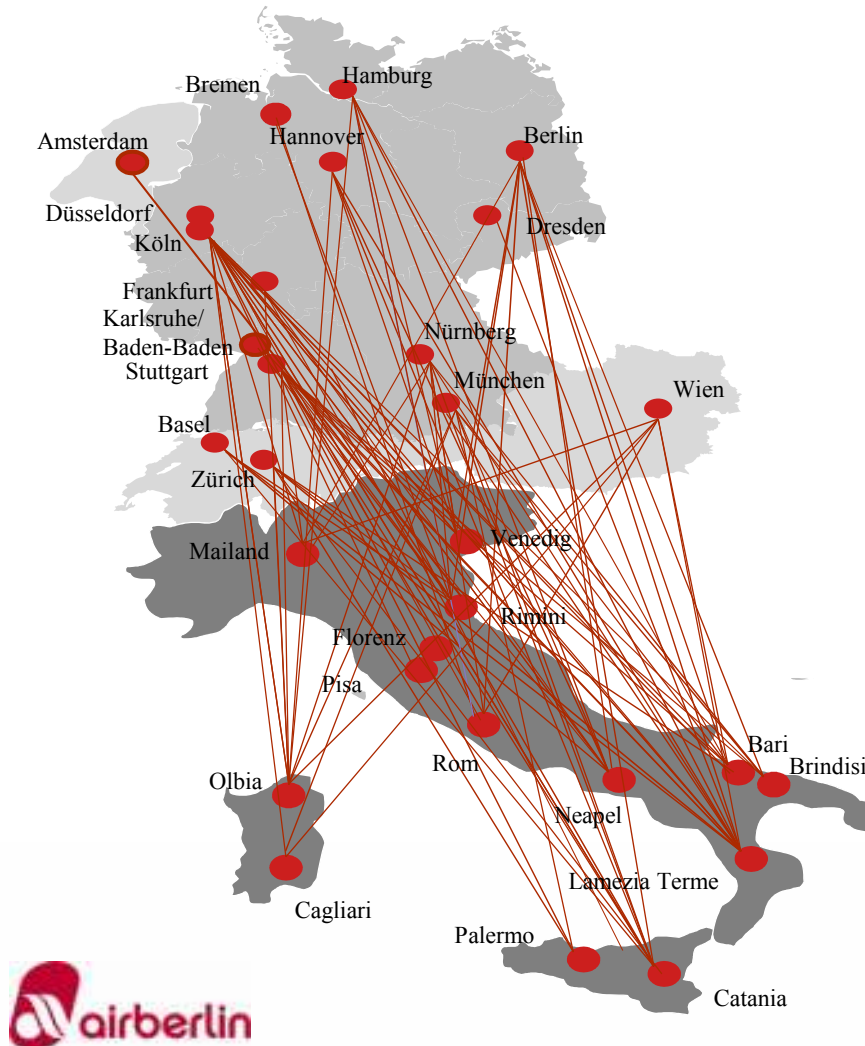 Hamburg
Bremen
Hannover
Berlin
Amsterdam
Düsseldorf
Köln
Dresden
Frankfurt
Karlsruhe/
Baden-Baden
Stuttgart
Nürnberg
München
Wien
Basel
Zürich
Mailand
Venedig
Rimini
Florenz
Pisa
Rom
Bari
Brindisi
Olbia
Neapel
Lamezia Terme
Cagliari
Palermo
Catania
airberlin